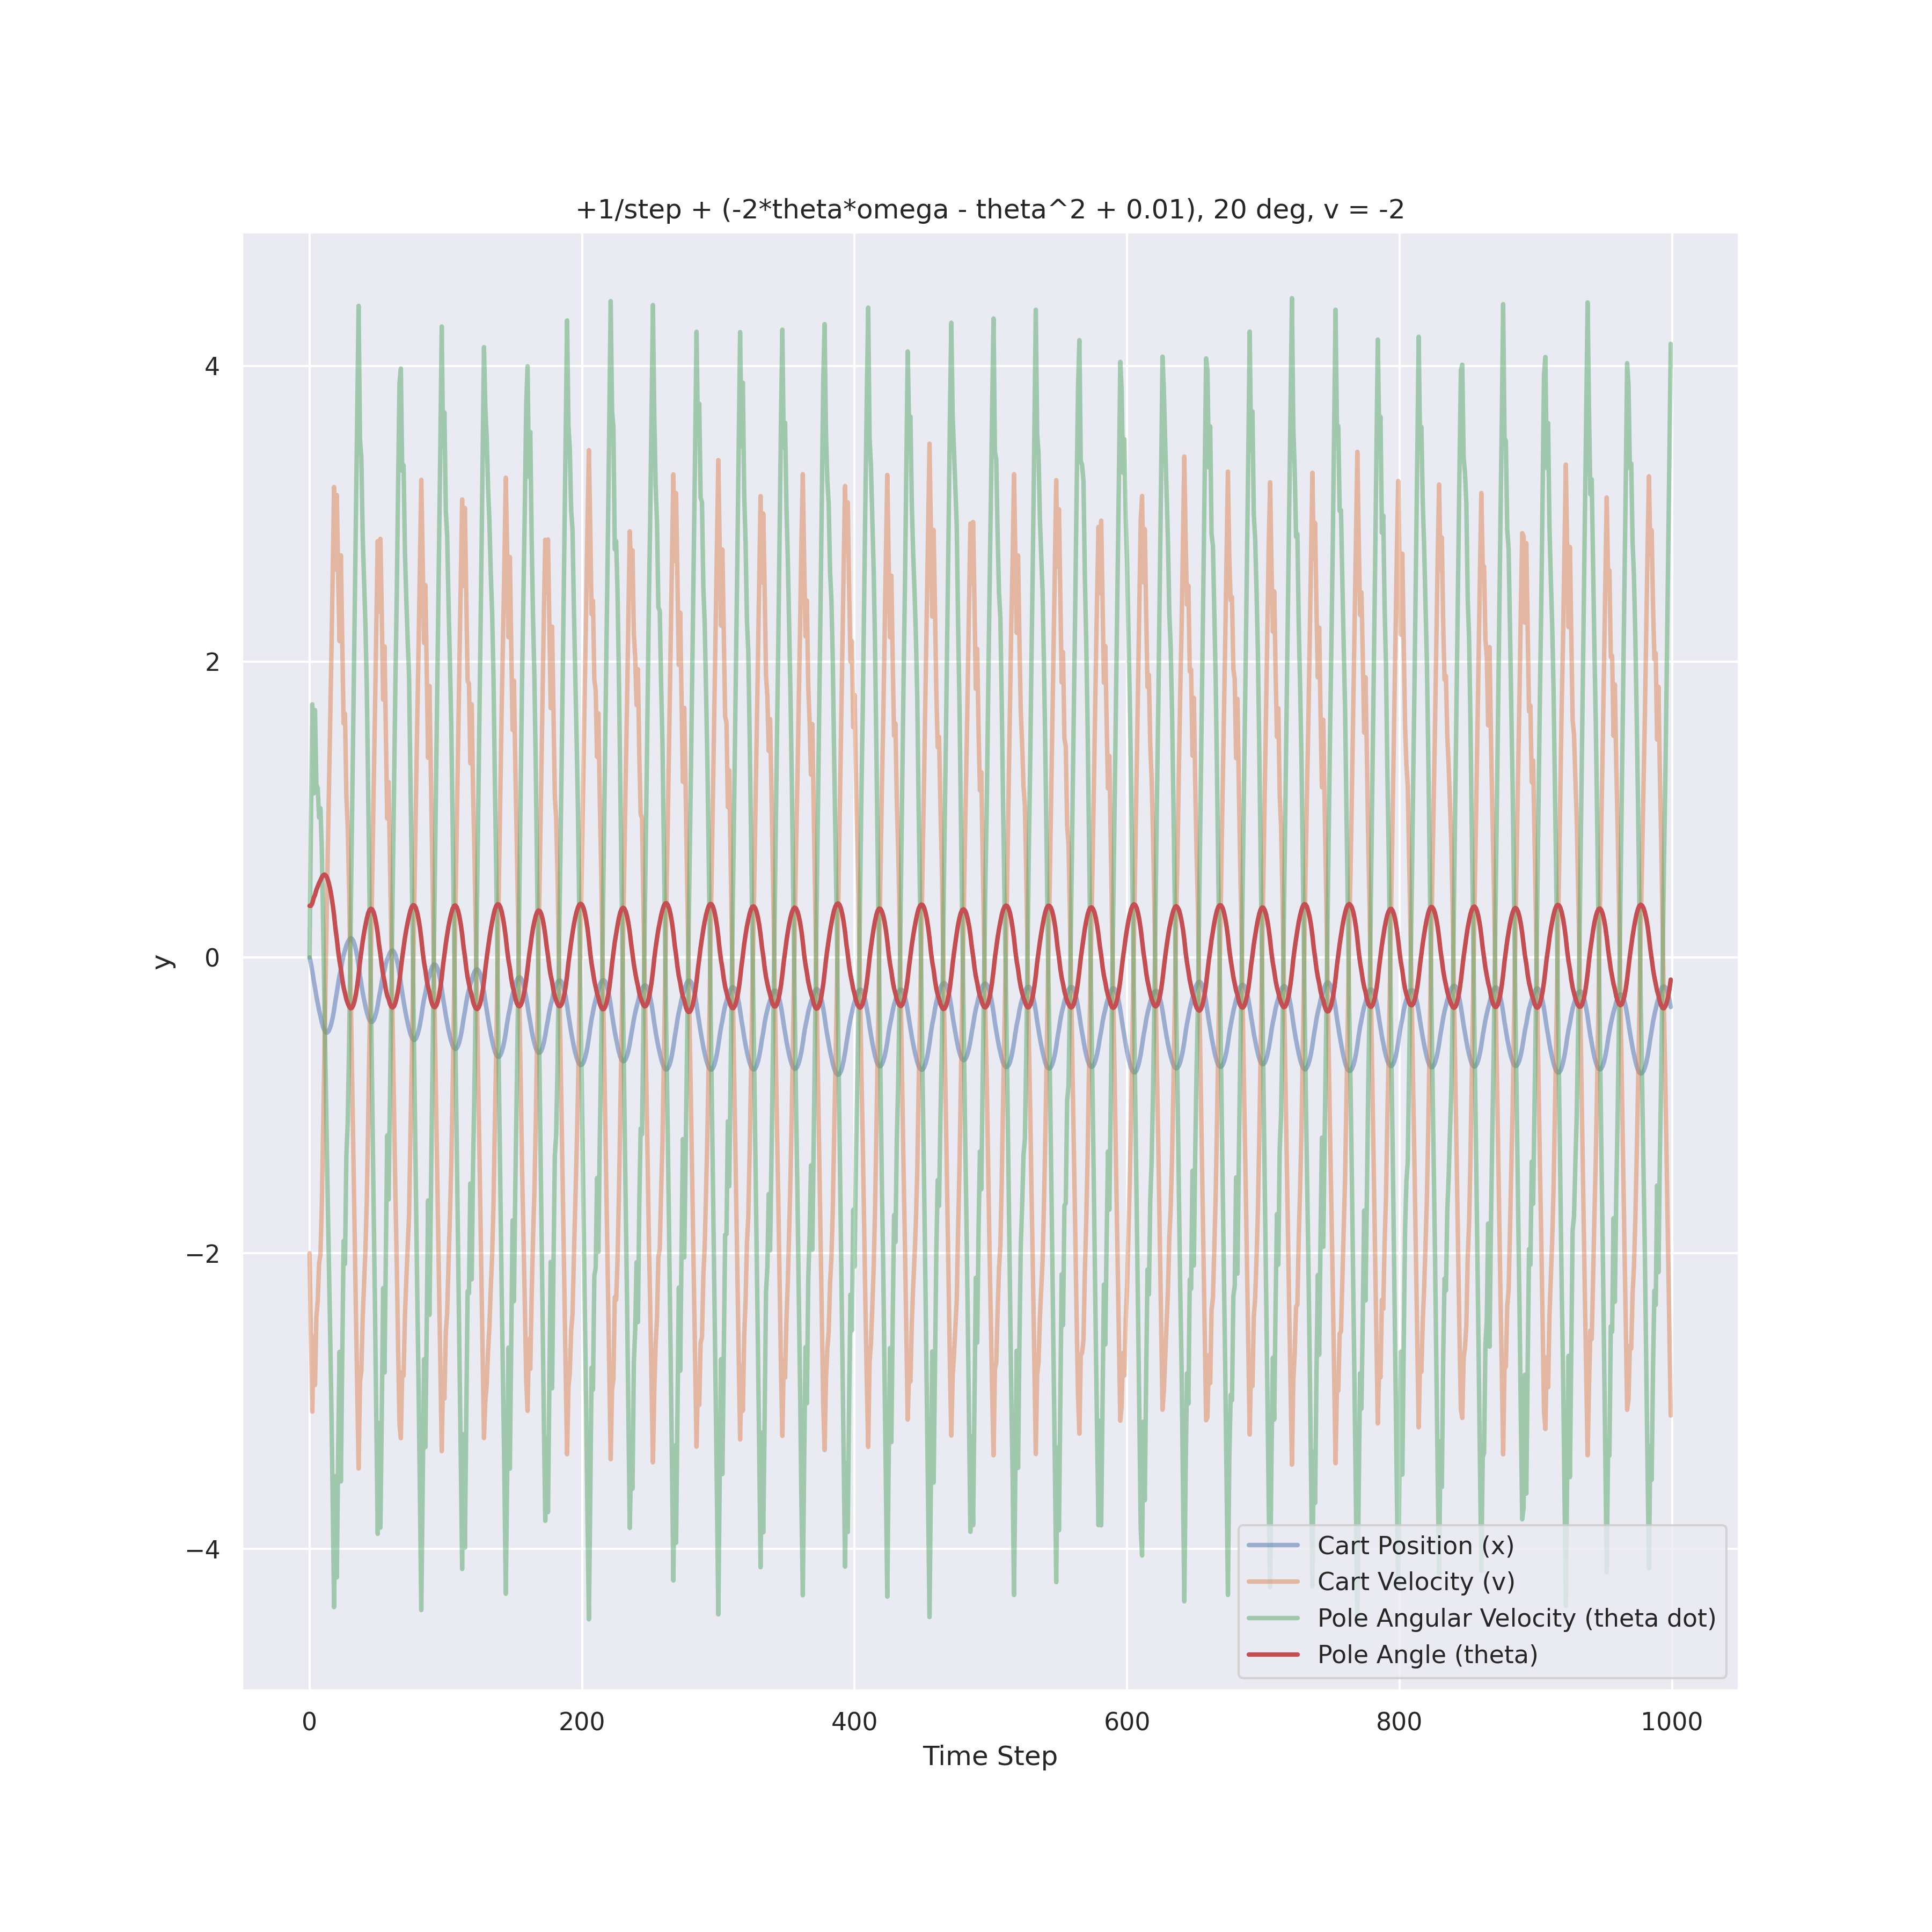 +1/step + (-2*theta*omega - theta^2 + 0.01), 20 deg, v = -2
y
4
2
0
−2
−4
0 200 400 600 800 1000
Time Step
Cart Position (x)
Cart Velocity (v)
Pole Angular Velocity (theta dot)
Pole Angle (theta)